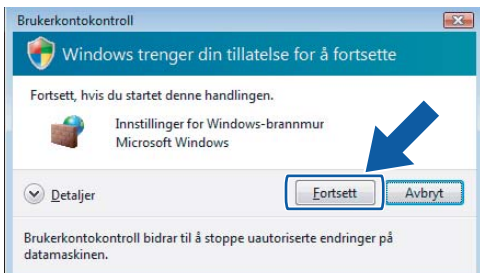 Brukerkontokontroll
Windows trenger din tillatelse for å fortsette
Fortsett, hvis du startet denne handlingen.
Innstillinger for Windows-brannmur
Microsoft Windows
Detaljer
Fortsett
Avbryt
Brukerkontokontroll bidrar til å stoppe uautoriserte endringer på
datamaskinen.